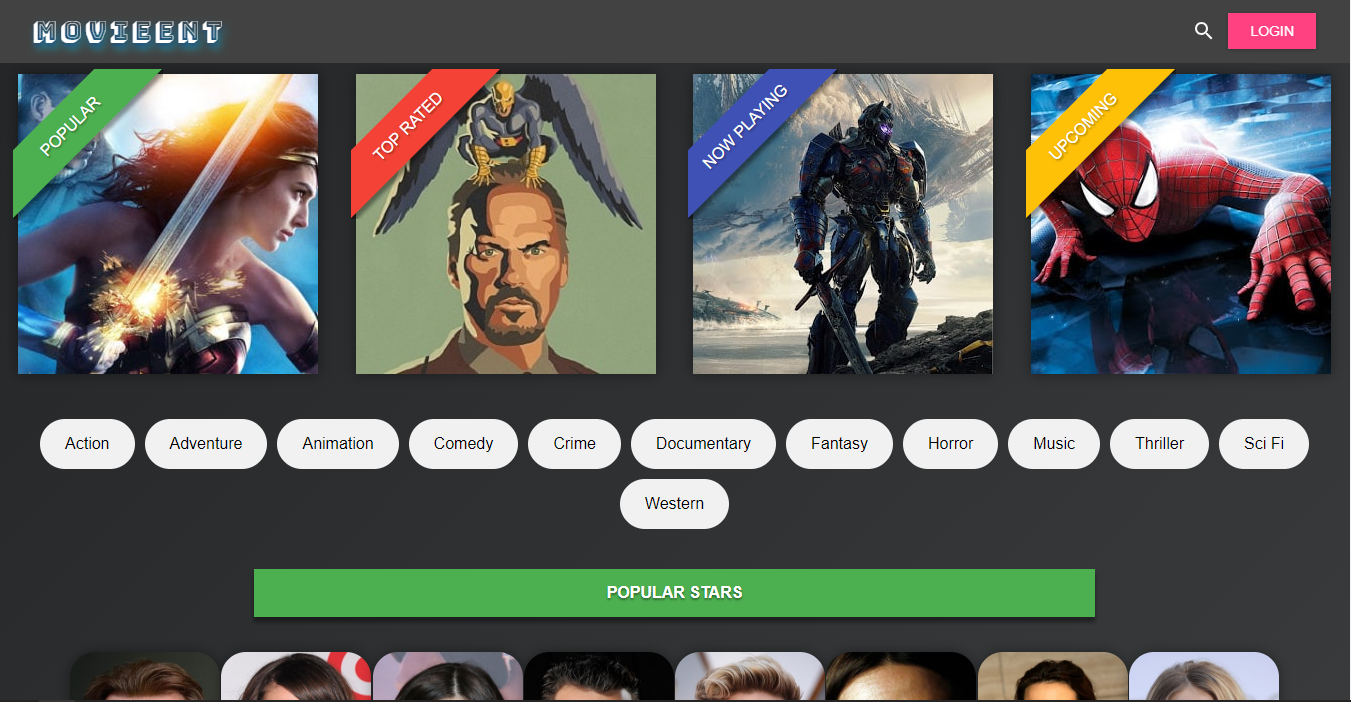 MOVIEENT
LOGIN
POPULAR
TOP RATED
NOW PLAYING
UPCOMING
Action
Adventure
Animation
Comedy
Crime
Documentary
Fantasy
Horror
Music
Thriller
Sci Fi
Western
POPULAR STARS